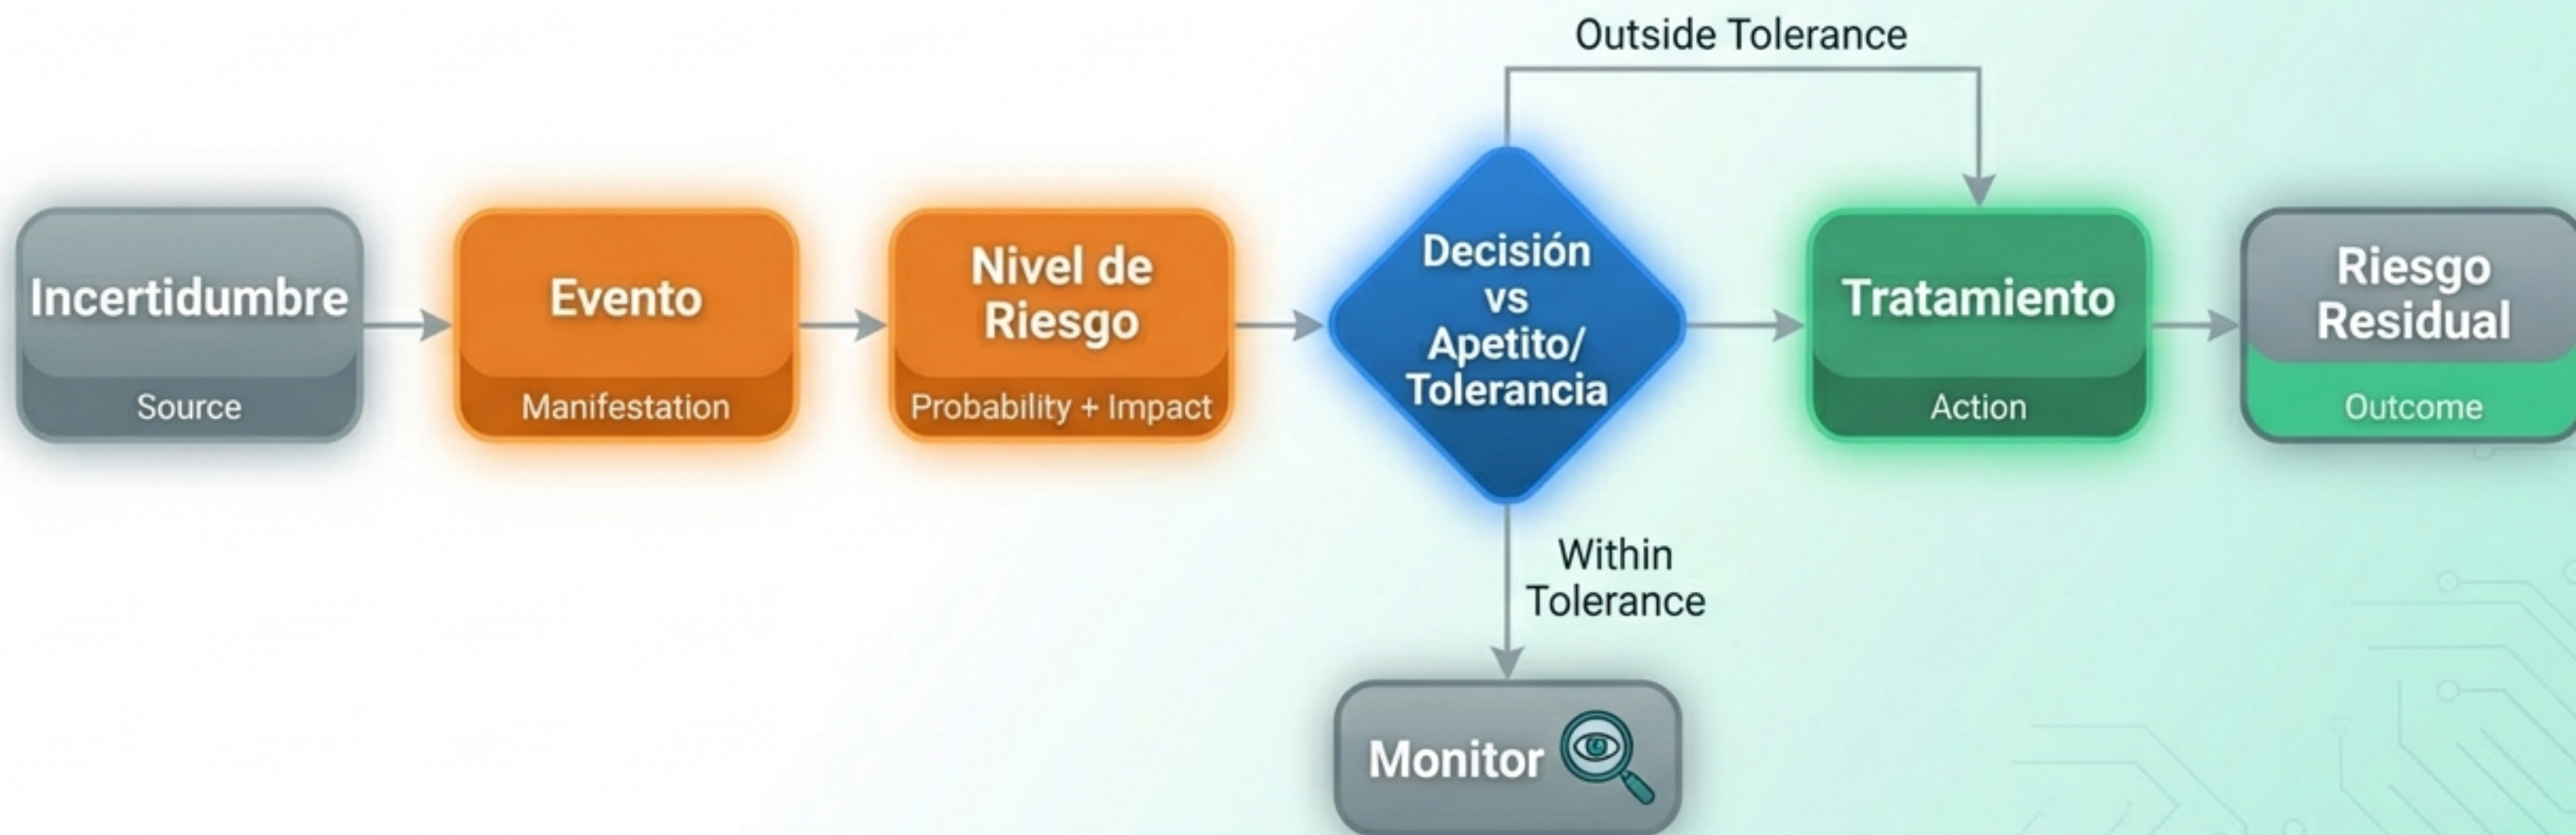 Outside Tolerance
Incertidumbre
Source
Evento
Manifestation
Nivel de
Riesgo
Probability + Impact
Decisión
vs
Apetito/
Tolerancia
Tratamiento
Action
Riesgo
Residual
Outcome
Within
Tolerance
Monitor